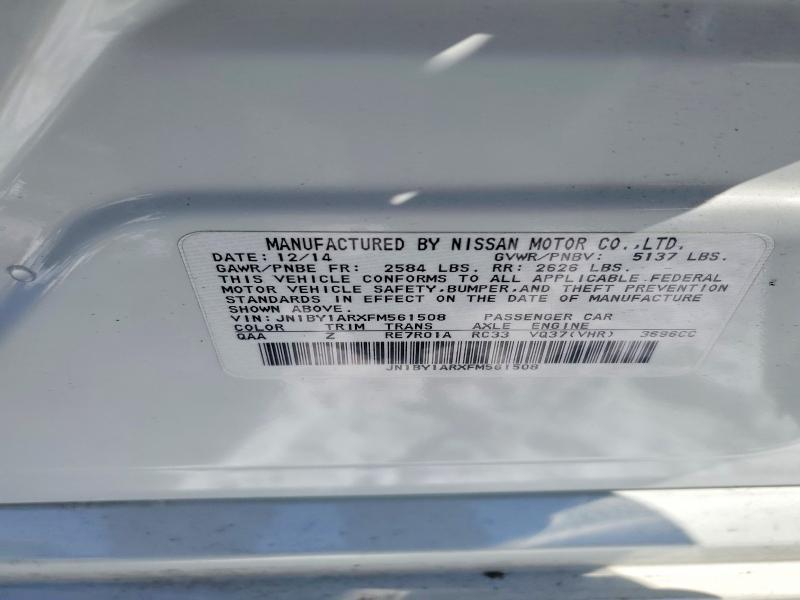 MANUFACTURED BY NISSAN MOTOR CO.,LTD.
DATE: 12/14 GVWR/PNBV: 5137 LBS.
GAWR/PNBE FR: 2584 LBS. RR: 2626 LBS.
THIS VEHICLE CONFORMS TO ALL APPLICABLE FEDERAL
MOTOR VEHICLE SAFETY,BUMPER,AND THEFT PREVENTION
STANDARDS IN EFFECT ON THE DATE OF MANUFACTURE
SHOWN ABOVE.
VIN: JN1BY1ARXFM561508 PASSENGER CAR
COLOR TRIM TRANS AXLE ENGINE
QAA Z RE7R01A RC33 VQ37(VHR) 3696CC
JN1BY1ARXFM561508